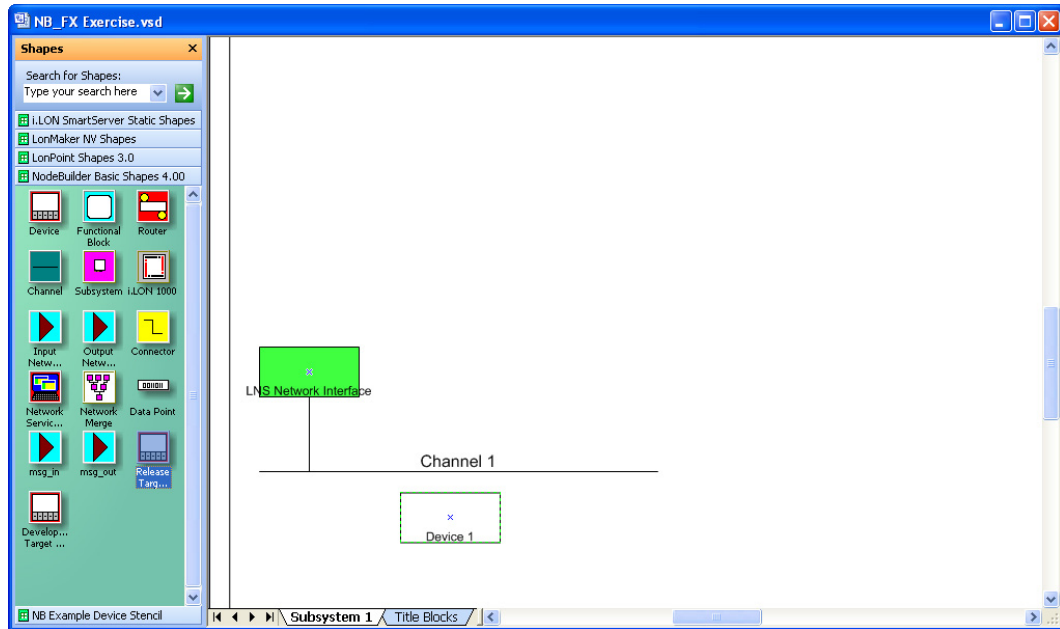 NB_FX Exercise.vsd
Shapes
Search for Shapes:
Type your search here
i.LON SmartServer Static Shapes
LonMaker NV Shapes
LonPoint Shapes 3.0
NodeBuilder Basic Shapes 4.00
Device
Functional Block
Router
Channel
Subsystem
i.LON 1000
Input Netw...
Output Netw...
Connector
Network Servic...
Network Merge
Data Point
msg_in
msg_out
Release Targ...
Develop... Target ...
NB Example Device Stencil
LNS Network Interface
Channel 1
Device 1
Subsystem 1
Title Blocks